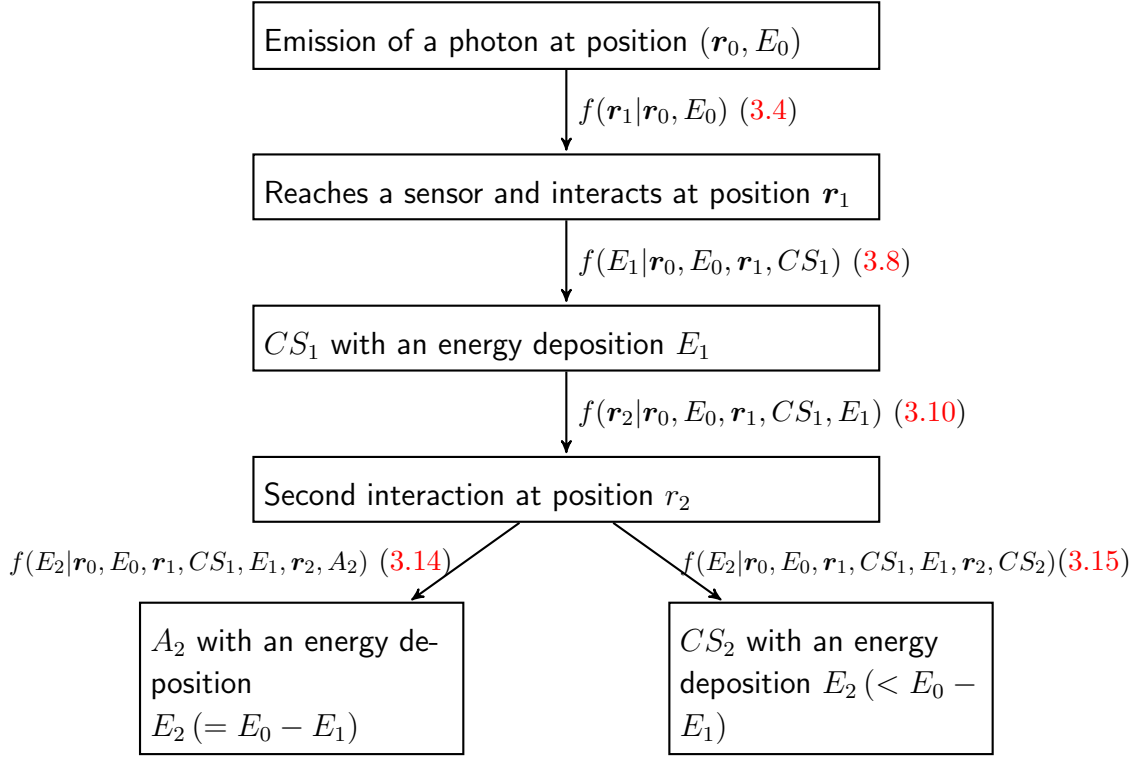 Emission of a photon at position (r₀, E₀)
f(r₁|r₀, E₀) (3.4)
Reaches a sensor and interacts at position r₁
f(E₁|r₀, E₀, r₁, CS₁) (3.8)
CS₁ with an energy deposition E₁
f(r₂|r₀, E₀, r₁, CS₁, E₁) (3.10)
Second interaction at position r₂
f(E₂|r₀, E₀, r₁, CS₁, E₁, r₂, A₂) (3.14)
f(E₂|r₀, E₀, r₁, CS₁, E₁, r₂, CS₂)(3.15)
A₂ with an energy de-
position
E₂ (= E₀ − E₁)
CS₂ with an energy
deposition E₂ (< E₀ −
E₁)